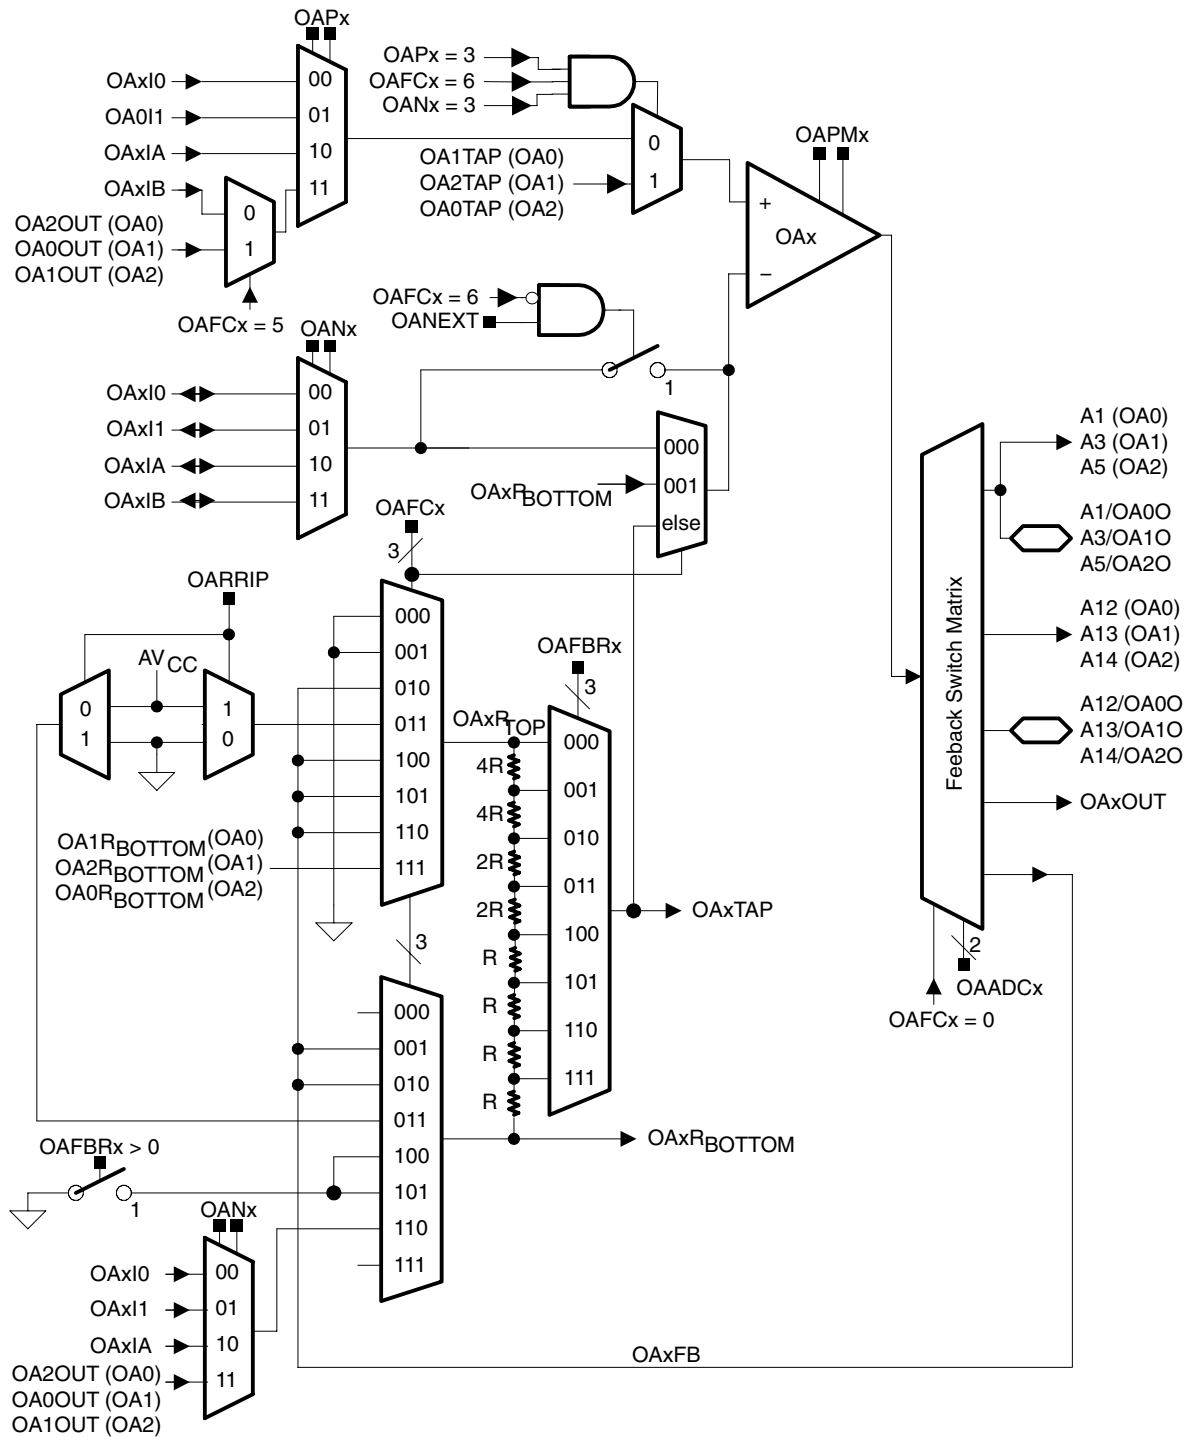 OAPx
OAxI0
OA0I1
OAxIA
OAxIB
00
01
10
11
OA2OUT (OA0)
OA0OUT (OA1)
OA1OUT (OA2)
0
1
OAFCx = 5
OAPx = 3
OAFCx = 6
OANx = 3
OA1TAP (OA0)
OA2TAP (OA1)
OA0TAP (OA2)
0
1
OAPMx
+
OAx
−
OAFCx = 6
OANEXT
1
OANx
OAxI0
OAxI1
OAxIA
OAxIB
00
01
10
11
000
001
else
OAxRBOTTOM
OAFCx
3
OARRIP
AVCC
0
1
1
0
000
001
010
011
100
101
110
111
OA1RBOTTOM (OA0)
OA2RBOTTOM (OA1)
OA0RBOTTOM (OA2)
3
OAxRTOP
OAFBRx
3
4R
4R
2R
2R
R
R
R
R
000
001
010
011
100
101
110
111
OAxTAP
OAxRBOTTOM
000
001
010
011
100
101
110
111
OAFBRx > 0
1
OANx
OAxI0
OAxI1
OAxIA
OA2OUT (OA0)
OA0OUT (OA1)
OA1OUT (OA2)
00
01
10
11
OAxFB
Feeback Switch Matrix
A1 (OA0)
A3 (OA1)
A5 (OA2)
A1/OA0O
A3/OA1O
A5/OA2O
A12 (OA0)
A13 (OA1)
A14 (OA2)
A12/OA0O
A13/OA1O
A14/OA2O
OAxOUT
2
OAADCx
OAFCx = 0